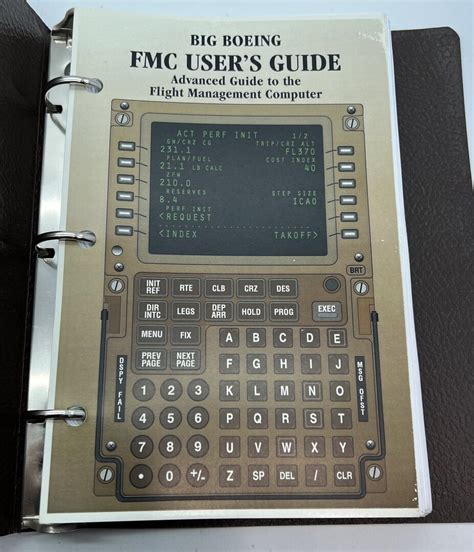 BIG BOEING
FMC USER'S GUIDE
Advanced Guide to the
Flight Management Computer
ACT PERF INIT 1/2
GW/CRZ CG TRIP/CRZ ALT
231.1 FL370
PLAN/FUEL COST INDEX
21.1 LB CALC 40
ZFW
210.0
RESERVES STEP SIZE
8.4 ICAO
PERF INIT
<REQUEST
<INDEX TAKOFF>
BRT
INIT REF RTE CLB CRZ DES
DIR INTC LEGS DEP ARR HOLD PROG EXEC
MENU FIX A B C D E
PREV PAGE NEXT PAGE F G H I J
1 2 3 K L M N O
4 5 6 P Q R S T
7 8 9 U V W X Y
. 0 +/- Z SP DEL / CLR
DSPY FAIL
MSG OFST